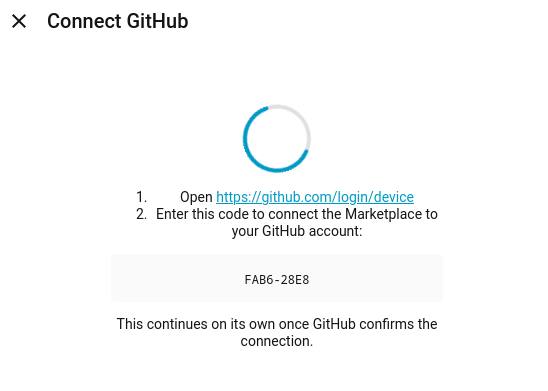 Connect GitHub
1. Open https://github.com/login/device
2. Enter this code to connect the Marketplace to
your GitHub account:
FAB6-28E8
This continues on its own once GitHub confirms the
connection.